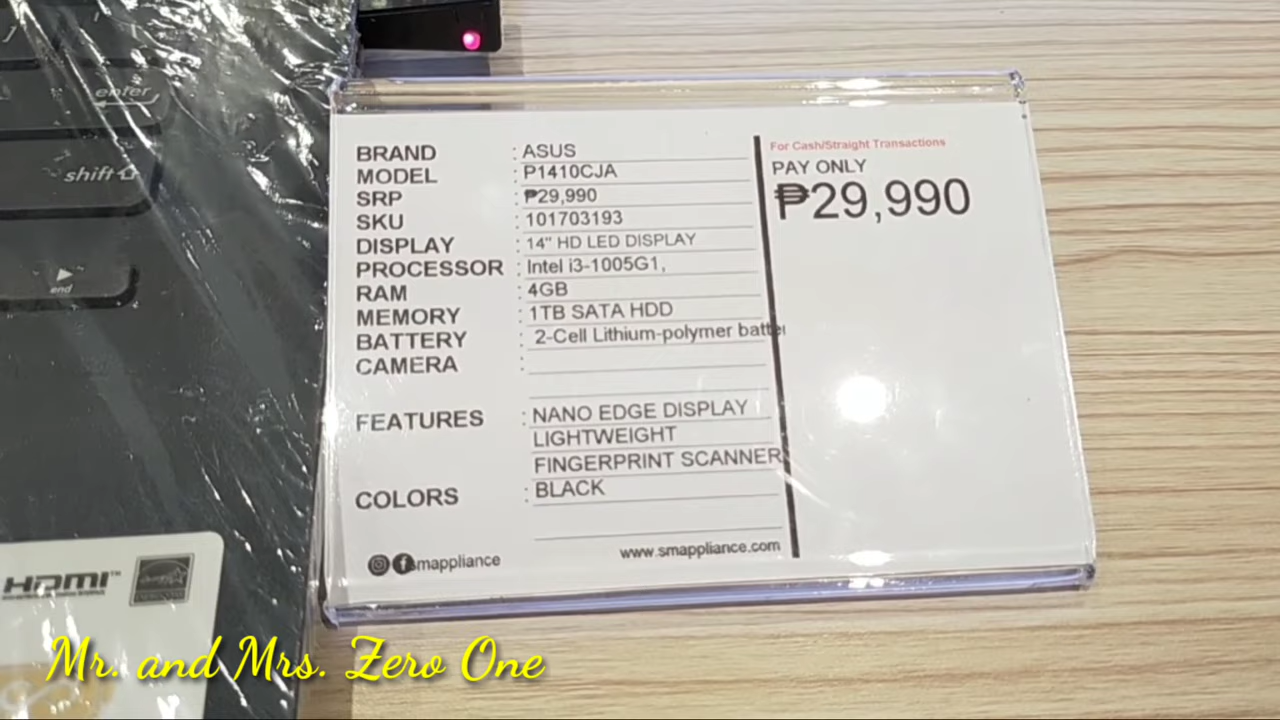 enter
shift
end
BRAND : ASUS
MODEL : P1410CJA
SRP : ₱29,990
SKU : 101703193
DISPLAY : 14" HD LED DISPLAY
PROCESSOR : Intel i3-1005G1,
RAM : 4GB
MEMORY : 1TB SATA HDD
BATTERY : 2-Cell Lithium-polymer batte
CAMERA :
FEATURES : NANO EDGE DISPLAY
LIGHTWEIGHT
FINGERPRINT SCANNER
COLORS : BLACK
smappliance
www.smappliance.com
For Cash/Straight Transactions
PAY ONLY
₱29,990
HDMI™
Mr. and Mrs. Zero One